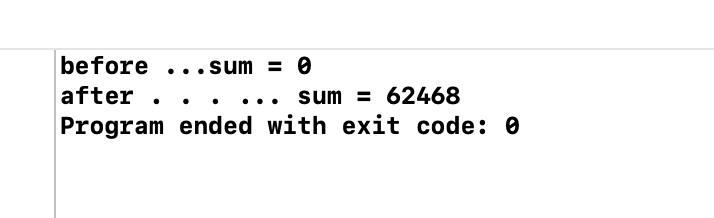 before ...sum = 0
after . . . ... sum = 62468
Program ended with exit code: 0